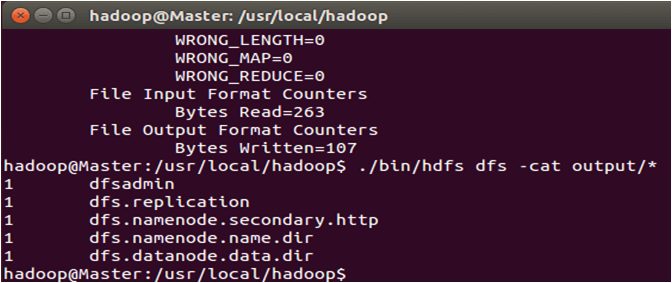 hadoop@Master: /usr/local/hadoop
WRONG_LENGTH=0
WRONG_MAP=0
WRONG_REDUCE=0
File Input Format Counters
Bytes Read=263
File Output Format Counters
Bytes Written=107
hadoop@Master:/usr/local/hadoop$ ./bin/hdfs dfs -cat output/*
1 dfsadmin
1 dfs.replication
1 dfs.namenode.secondary.http
1 dfs.namenode.name.dir
1 dfs.datanode.data.dir
hadoop@Master:/usr/local/hadoop$